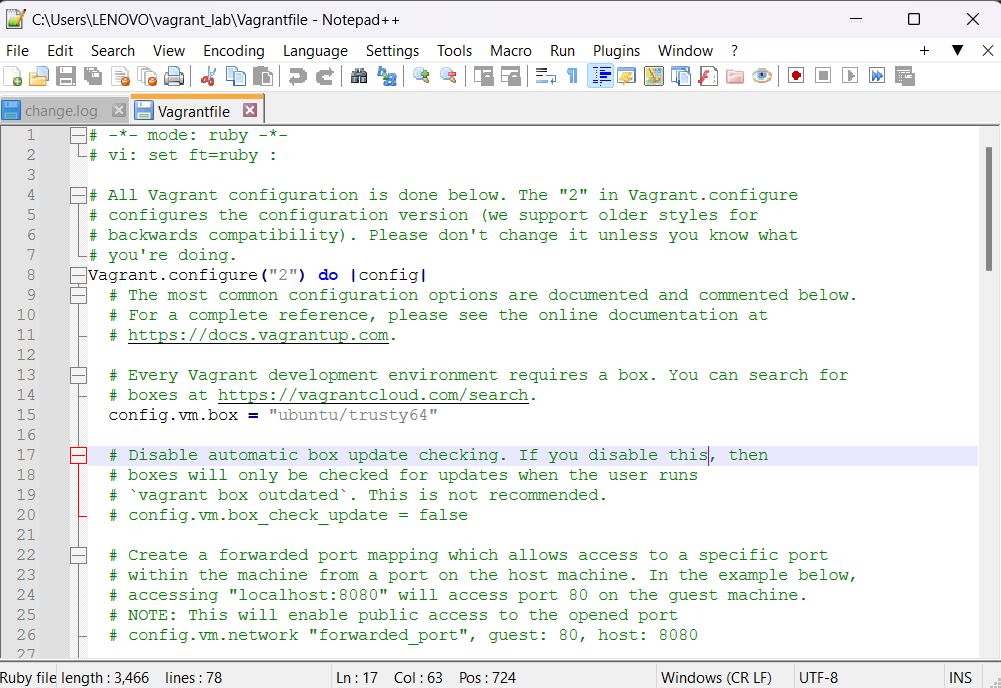 C:\Users\LENOVO\vagrant_lab\Vagrantfile - Notepad++
File Edit Search View Encoding Language Settings Tools Macro Run Plugins Window ?
change.log Vagrantfile
1 # -*- mode: ruby -*-
2 # vi: set ft=ruby :
3
4 # All Vagrant configuration is done below. The "2" in Vagrant.configure
5 # configures the configuration version (we support older styles for
6 # backwards compatibility). Please don't change it unless you know what
7 # you're doing.
8 Vagrant.configure("2") do |config|
9 # The most common configuration options are documented and commented below.
10 # For a complete reference, please see the online documentation at
11 # https://docs.vagrantup.com.
12
13 # Every Vagrant development environment requires a box. You can search for
14 # boxes at https://vagrantcloud.com/search.
15 config.vm.box = "ubuntu/trusty64"
16
17 # Disable automatic box update checking. If you disable this, then
18 # boxes will only be checked for updates when the user runs
19 # `vagrant box outdated`. This is not recommended.
20 # config.vm.box_check_update = false
21
22 # Create a forwarded port mapping which allows access to a specific port
23 # within the machine from a port on the host machine. In the example below,
24 # accessing "localhost:8080" will access port 80 on the guest machine.
25 # NOTE: This will enable public access to the opened port
26 # config.vm.network "forwarded_port", guest: 80, host: 8080
27
Ruby file length : 3,466 lines : 78 Ln : 17 Col : 63 Pos : 724 Windows (CR LF) UTF-8 INS